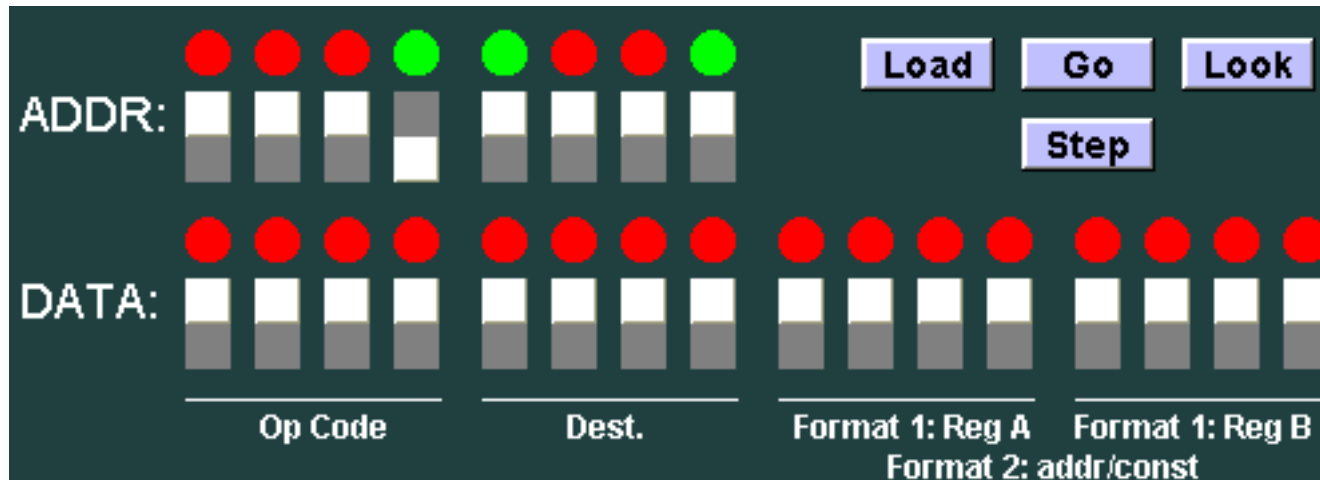 Load Go Look
ADDR:
Step
DATA:
Op Code Dest. Format 1: Reg A Format 1: Reg B
Format 2: addr/const